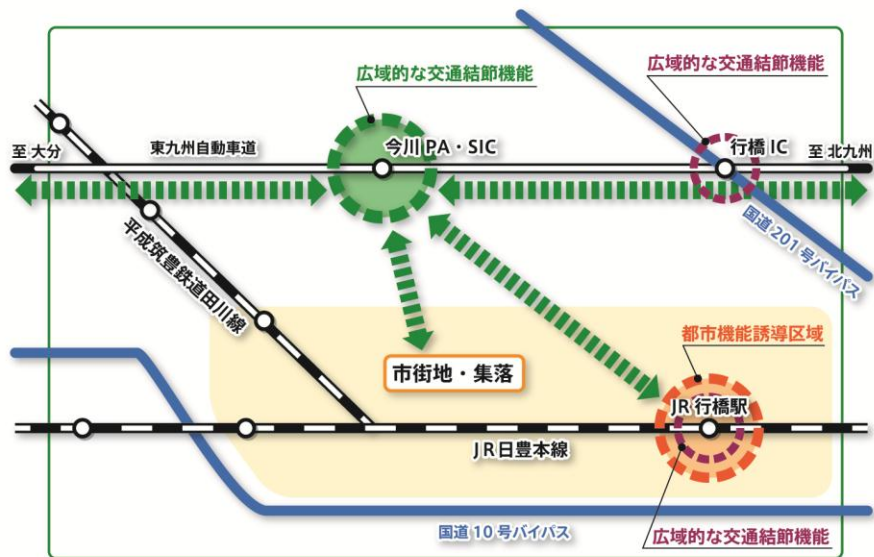 広域的な交通結節機能
広域的な交通結節機能
至 大分
東九州自動車道
今川 PA・SIC
行橋 IC
至 北九州
国道 201 号バイパス
平成筑豊鉄道田川線
都市機能誘導区域
市街地・集落
JR 行橋駅
JR日豊本線
国道 10 号バイパス
広域的な交通結節機能